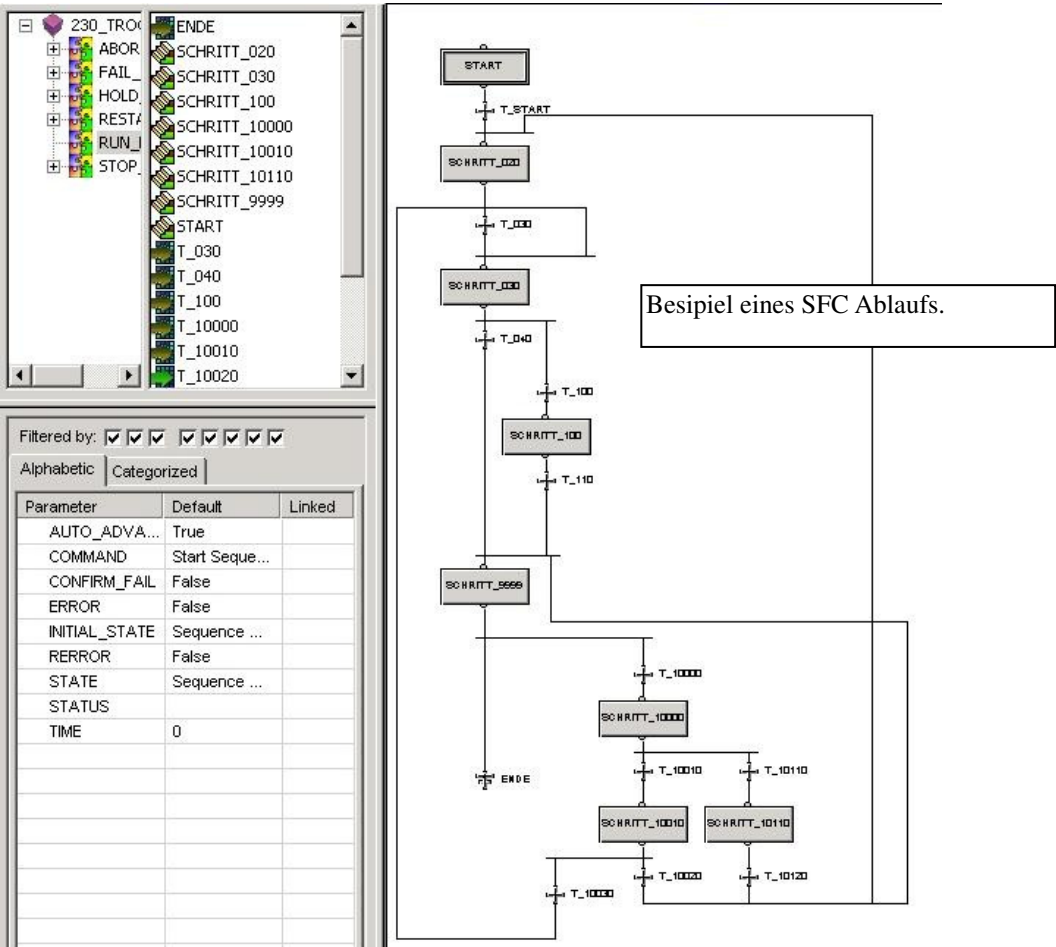 230_TRO
ABOR
FAIL_
HOLD_
RESTA
RUN_
STOP_
ENDE
SCHRITT_020
SCHRITT_030
SCHRITT_100
SCHRITT_10000
SCHRITT_10010
SCHRITT_10110
SCHRITT_9999
START
T_030
T_040
T_100
T_10000
T_10010
T_10020
Filtered by:
Alphabetic Categorized
Parameter Default Linked
AUTO_ADVA... True
COMMAND Start Seque...
CONFIRM_FAIL False
ERROR False
INITIAL_STATE Sequence ...
RERROR False
STATE Sequence ...
STATUS
TIME 0
START
T_START
SCHRITT_020
T_030
SCHRITT_030
Besipiel eines SFC Ablaufs.
T_040
T_100
SCHRITT_100
T_110
SCHRITT_9999
T_10000
SCHRITT_10000
T_10010 T_10110
ENDE
SCHRITT_10010 SCHRITT_10110
T_10020 T_10120
T_10030